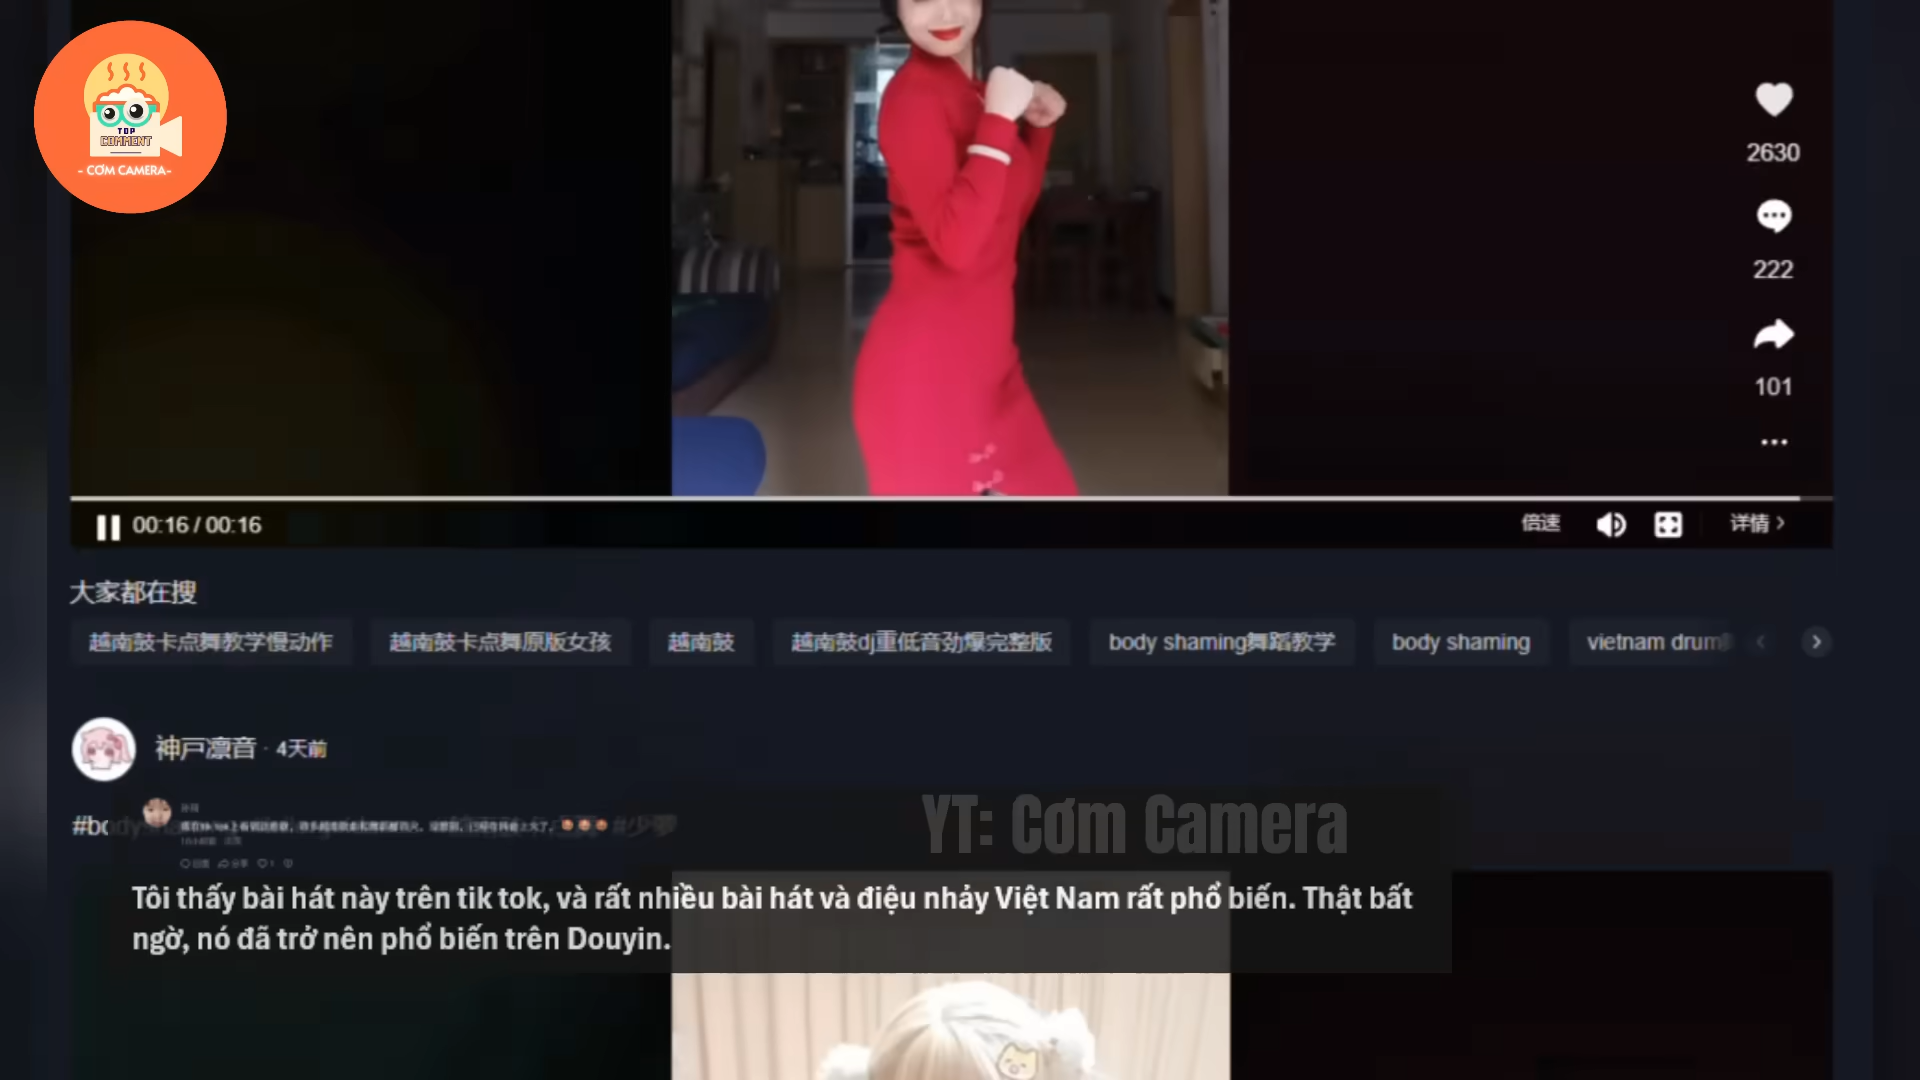 TOP
COMMENT
- CƠM CAMERA-
2630
222
101
00:16 / 00:16
倍速
详情
大家都在搜
越南鼓卡点舞教学慢动作
越南鼓卡点舞原版女孩
越南鼓
越南鼓dj重低音劲爆完整版
body shaming舞蹈教学
body shaming
vietnam drum
神戸凛音 · 4天前
YT: Cơm Camera
Tôi thấy bài hát này trên tik tok, và rất nhiều bài hát và điệu nhảy Việt Nam rất phổ biến. Thật bất
ngờ, nó đã trở nên phổ biến trên Douyin.